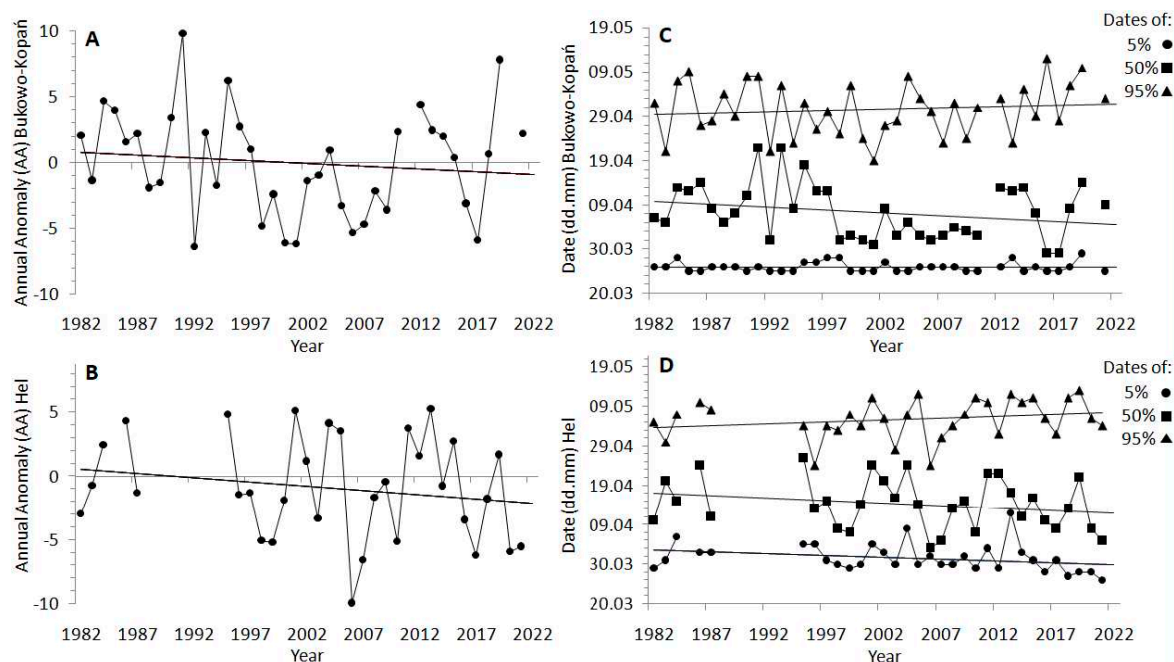 A
Annual Anomaly (AA) Bukowo-Kopań
10
5
0
-5
-10
1982 1987 1992 1997 2002 2007 2012 2017 2022
Year
C
Date (dd.mm) Bukowo-Kopań
19.05
09.05
29.04
19.04
09.04
30.03
20.03
1982 1987 1992 1997 2002 2007 2012 2017 2022
Year
Dates of:
5%
50%
95%
B
Annual Anomaly (AA) Hel
5
0
-5
-10
1982 1987 1992 1997 2002 2007 2012 2017 2022
Year
D
Date (dd.mm) Hel
19.05
09.05
29.04
19.04
09.04
30.03
20.03
1982 1987 1992 1997 2002 2007 2012 2017 2022
Year
Dates of:
5%
50%
95%